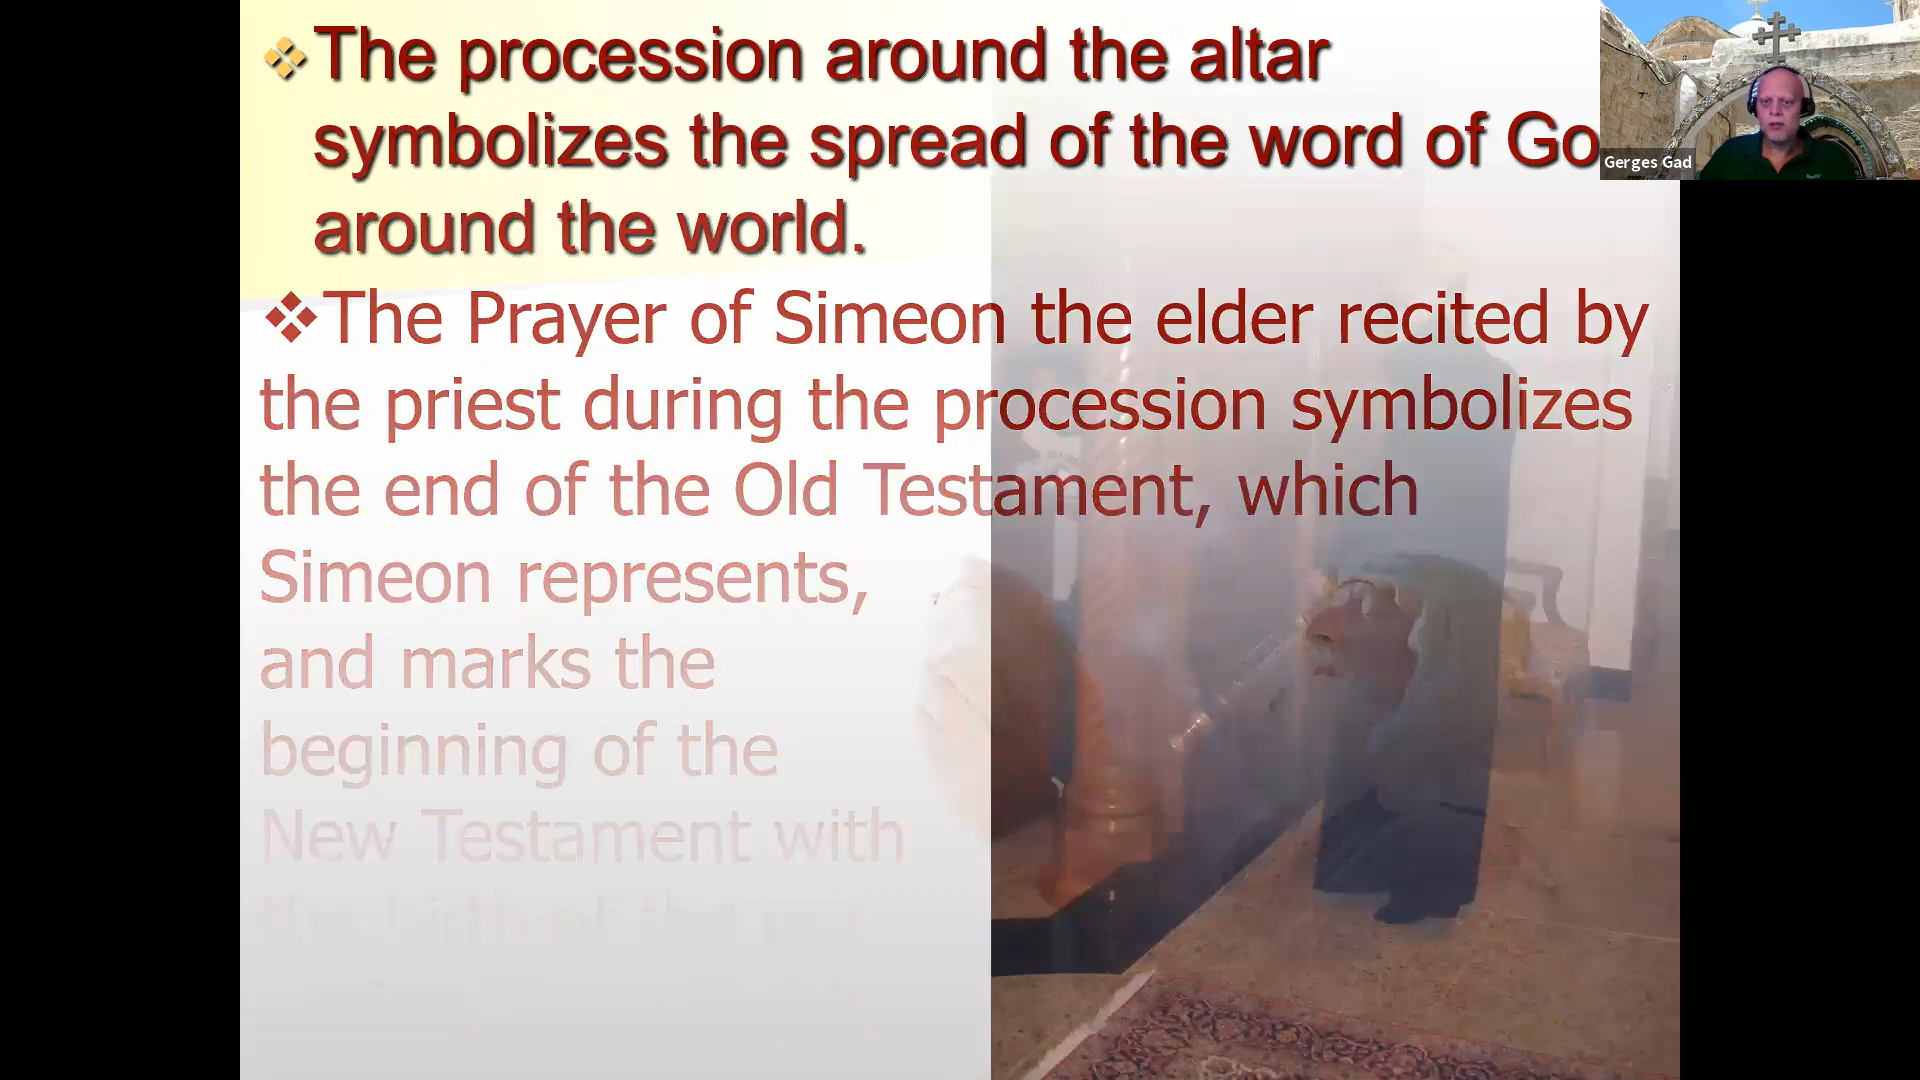 The procession around the altar
symbolizes the spread of the word of Go
around the world.
The Prayer of Simeon the elder recited by
the priest during the procession symbolizes
the end of the Old Testament, which
Simeon represents,
and marks the
beginning of the
New Testament with
Gerges Gad